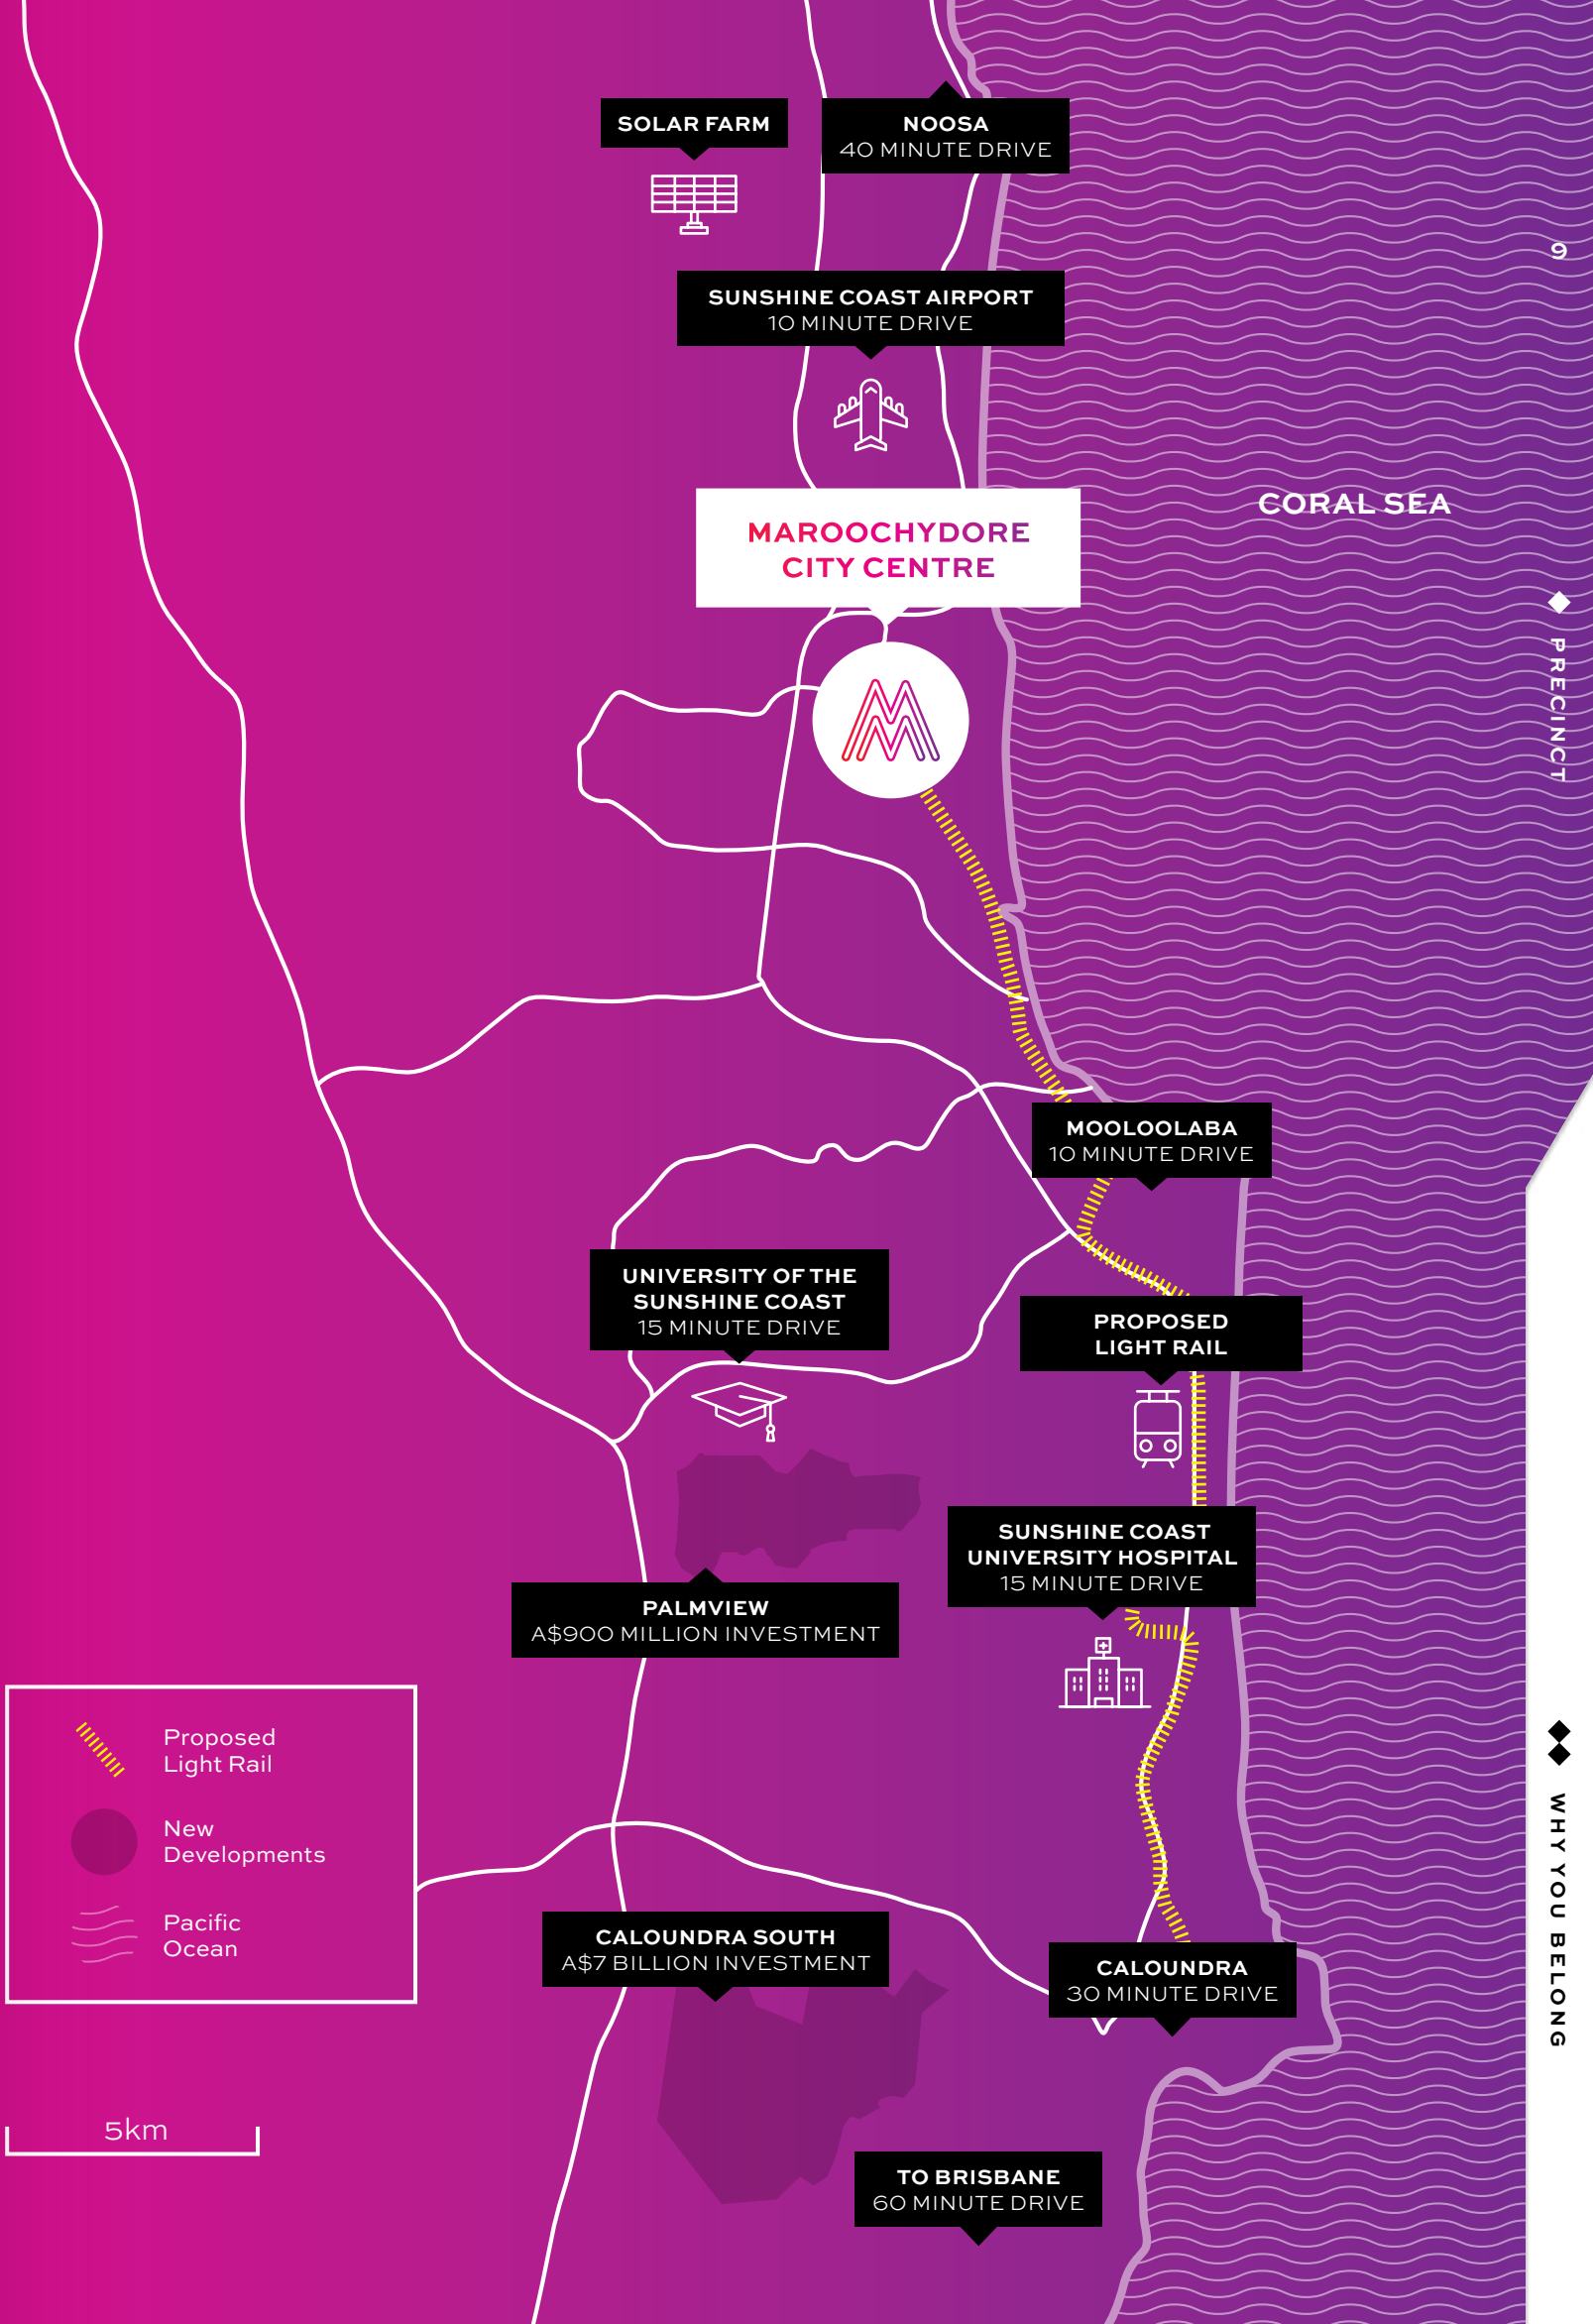 SOLAR FARM
NOOSA
40 MINUTE DRIVE
9
SUNSHINE COAST AIRPORT
10 MINUTE DRIVE
CORAL SEA
MAROOCHYDORE
CITY CENTRE
PRECINCT
MOOLOOLABA
10 MINUTE DRIVE
UNIVERSITY OF THE
SUNSHINE COAST
15 MINUTE DRIVE
PROPOSED
LIGHT RAIL
SUNSHINE COAST
UNIVERSITY HOSPITAL
15 MINUTE DRIVE
PALMVIEW
A$900 MILLION INVESTMENT
Proposed
Light Rail
New
Developments
Pacific
Ocean
WHY YOU BELONG
CALOUNDRA SOUTH
A$7 BILLION INVESTMENT
CALOUNDRA
30 MINUTE DRIVE
5km
TO BRISBANE
60 MINUTE DRIVE